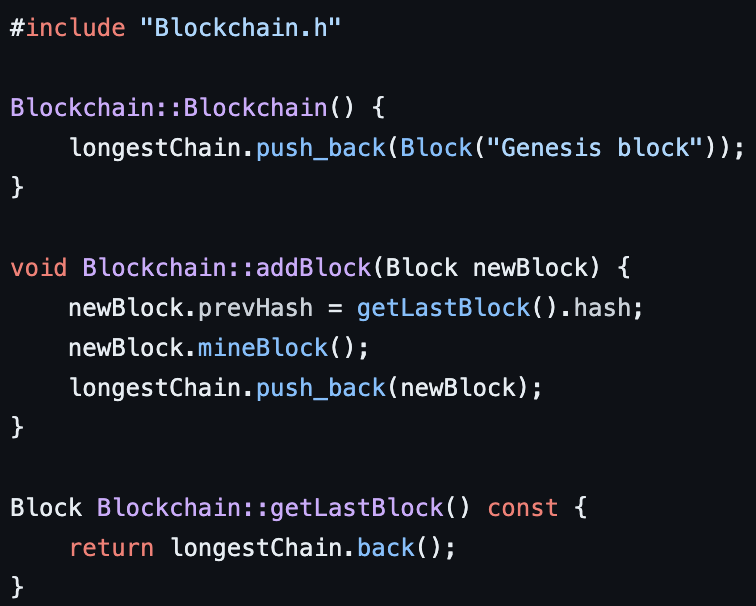 #include "Blockchain.h"
Blockchain::Blockchain() {
    longestChain.push_back(Block("Genesis block"));
}
void Blockchain::addBlock(Block newBlock) {
    newBlock.prevHash = getLastBlock().hash;
    newBlock.mineBlock();
    longestChain.push_back(newBlock);
}
Block Blockchain::getLastBlock() const {
    return longestChain.back();
}